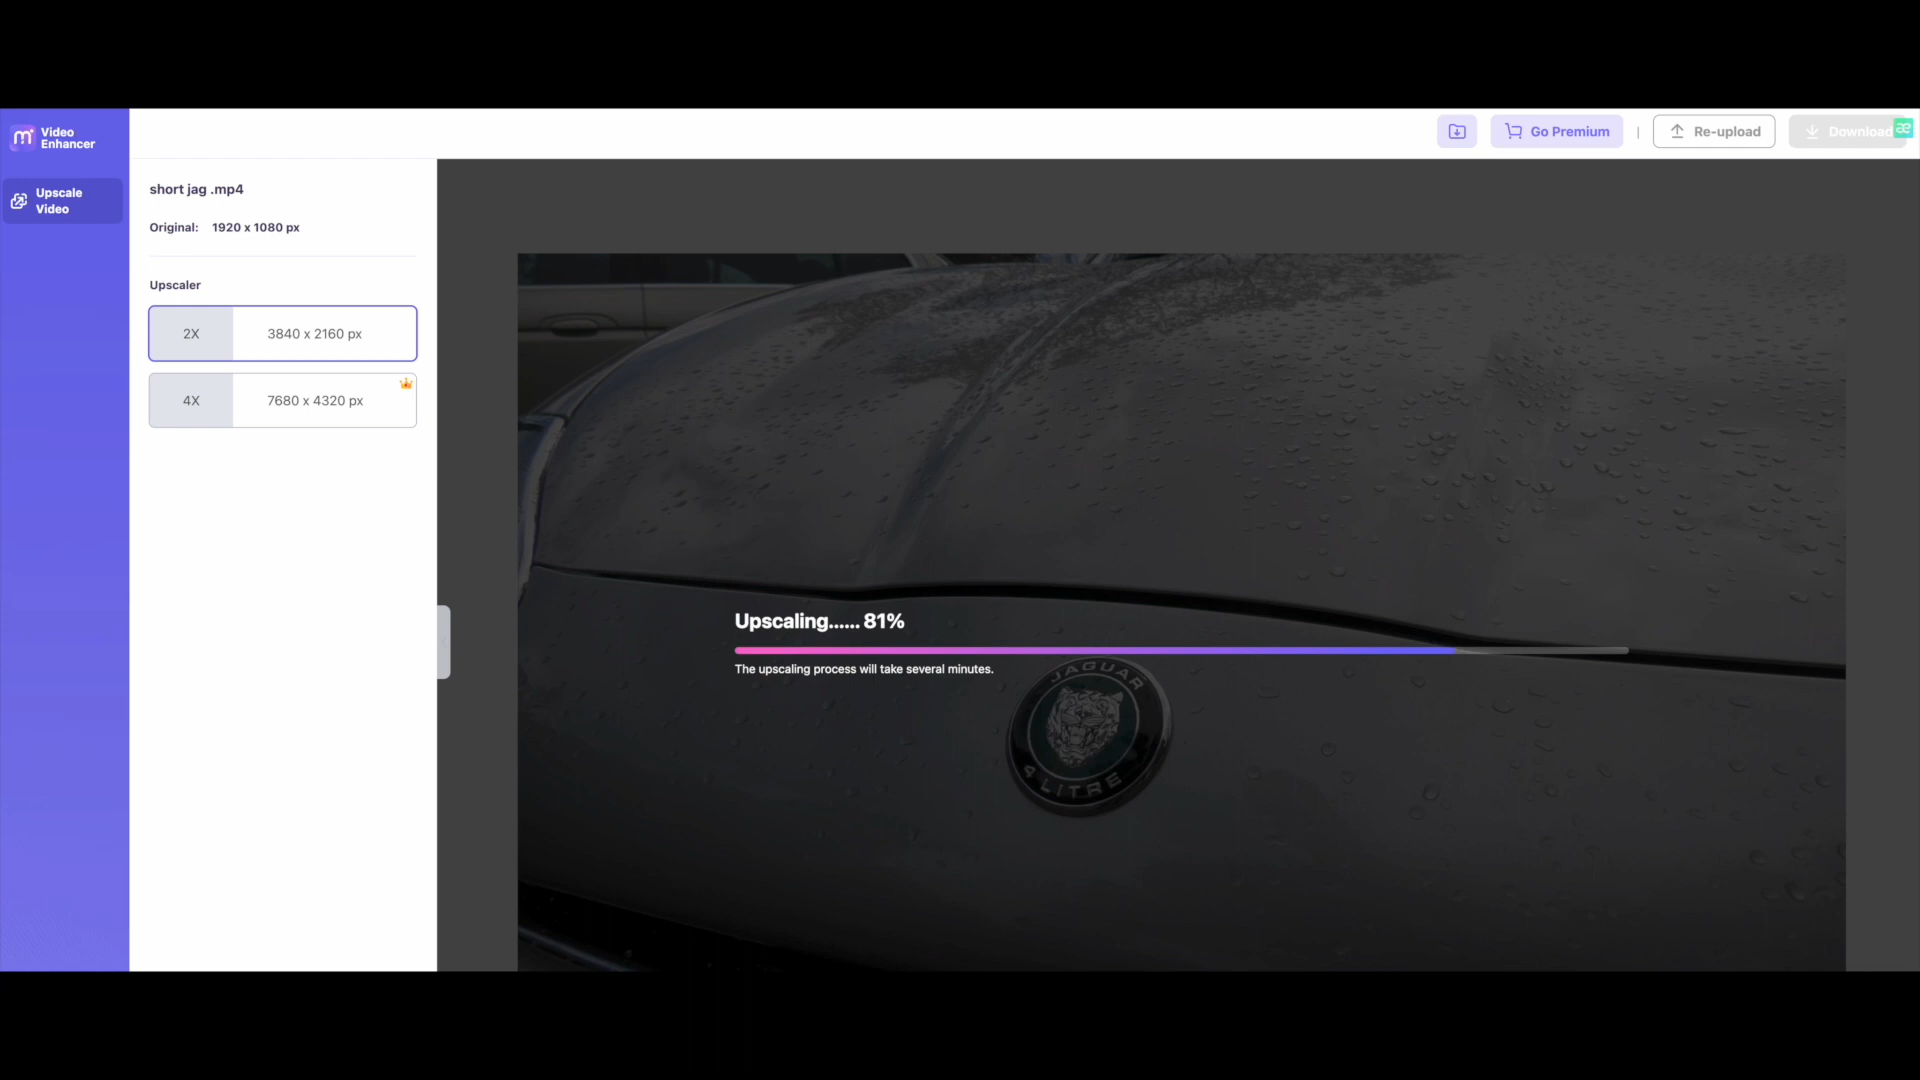 Video
Enhancer
Go Premium
|
Re-upload
Download
æ
Upscale
Video
short jag .mp4
Original: 1920 x 1080 px
Upscaler
2X 3840 x 2160 px
4X 7680 x 4320 px
Upscaling...... 81%
The upscaling process will take several minutes.
JAGUAR
4 LITRE